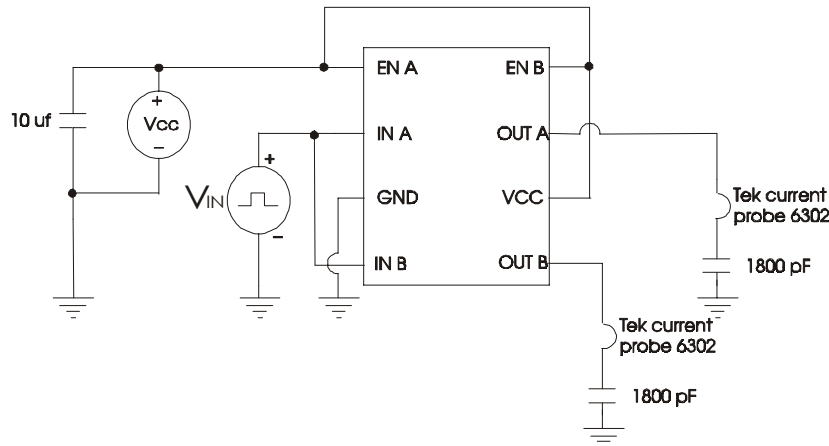 EN A
EN B
10 uf
+
Vcc
−
IN A
OUT A
+
VIN
−
GND
VCC
Tek current
probe 6302
IN B
OUT B
1800 pF
Tek current
probe 6302
1800 pF